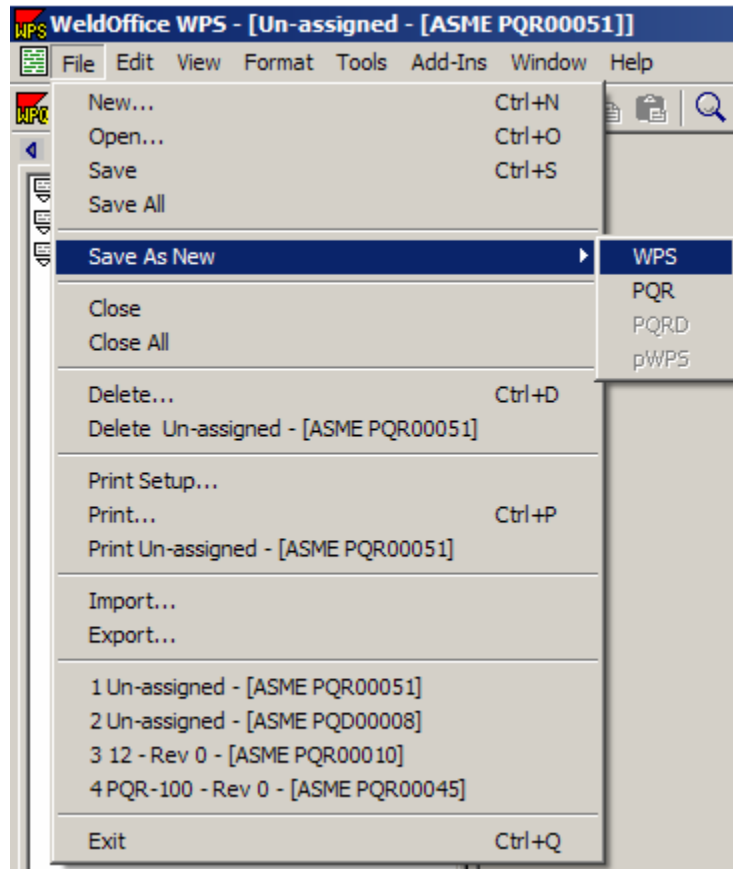 WPS WeldOffice WPS - [Un-assigned - [ASME PQR00051]]
File Edit View Format Tools Add-Ins Window Help
WPQ
New... Ctrl+N
Open... Ctrl+O
Save Ctrl+S
Save All
Save As New
WPS
PQR
PQRD
pWPS
Close
Close All
Delete... Ctrl+D
Delete Un-assigned - [ASME PQR00051]
Print Setup...
Print... Ctrl+P
Print Un-assigned - [ASME PQR00051]
Import...
Export...
1 Un-assigned - [ASME PQR00051]
2 Un-assigned - [ASME PQD00008]
3 12 - Rev 0 - [ASME PQR00010]
4 PQR-100 - Rev 0 - [ASME PQR00045]
Exit Ctrl+Q